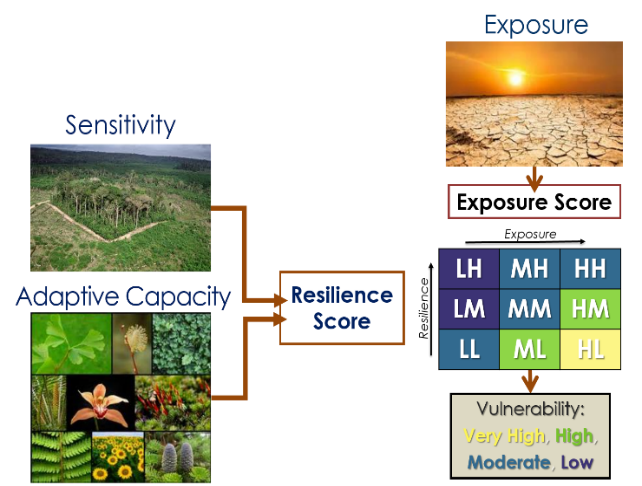 Exposure
Sensitivity
Exposure Score
Exposure
Adaptive Capacity
Resilience
Score
Resilience
LH MH HH
LM MM HM
LL ML HL
Vulnerability:
Very High, High,
Moderate, Low